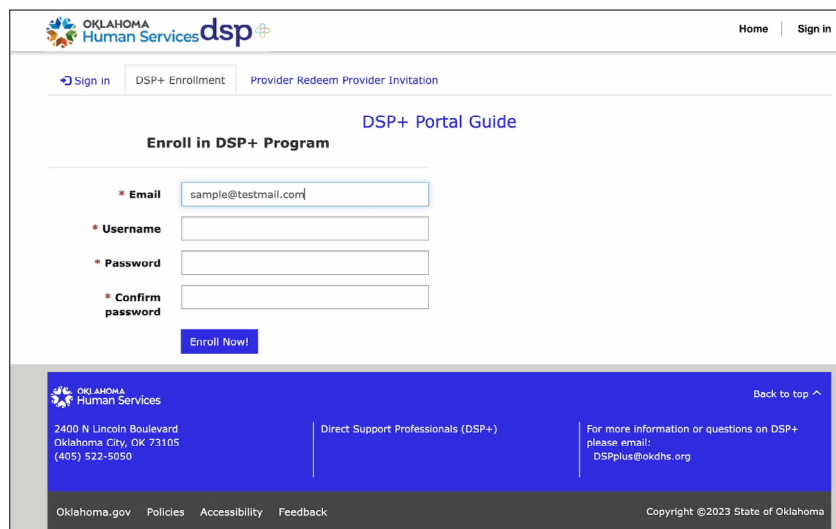 OKLAHOMA
Human Services dsp+
Home Sign in
Sign in DSP+ Enrollment Provider Redeem Provider Invitation
DSP+ Portal Guide
Enroll in DSP+ Program
* Email sample@testmail.com
* Username
* Password
* Confirm
password
Enroll Now!
OKLAHOMA
Human Services
Back to top
2400 N Lincoln Boulevard
Oklahoma City, OK 73105
(405) 522-5050
Direct Support Professionals (DSP+)
For more information or questions on DSP+
please email:
DSPplus@okdhs.org
Oklahoma.gov Policies Accessibility Feedback
Copyright ©2023 State of Oklahoma